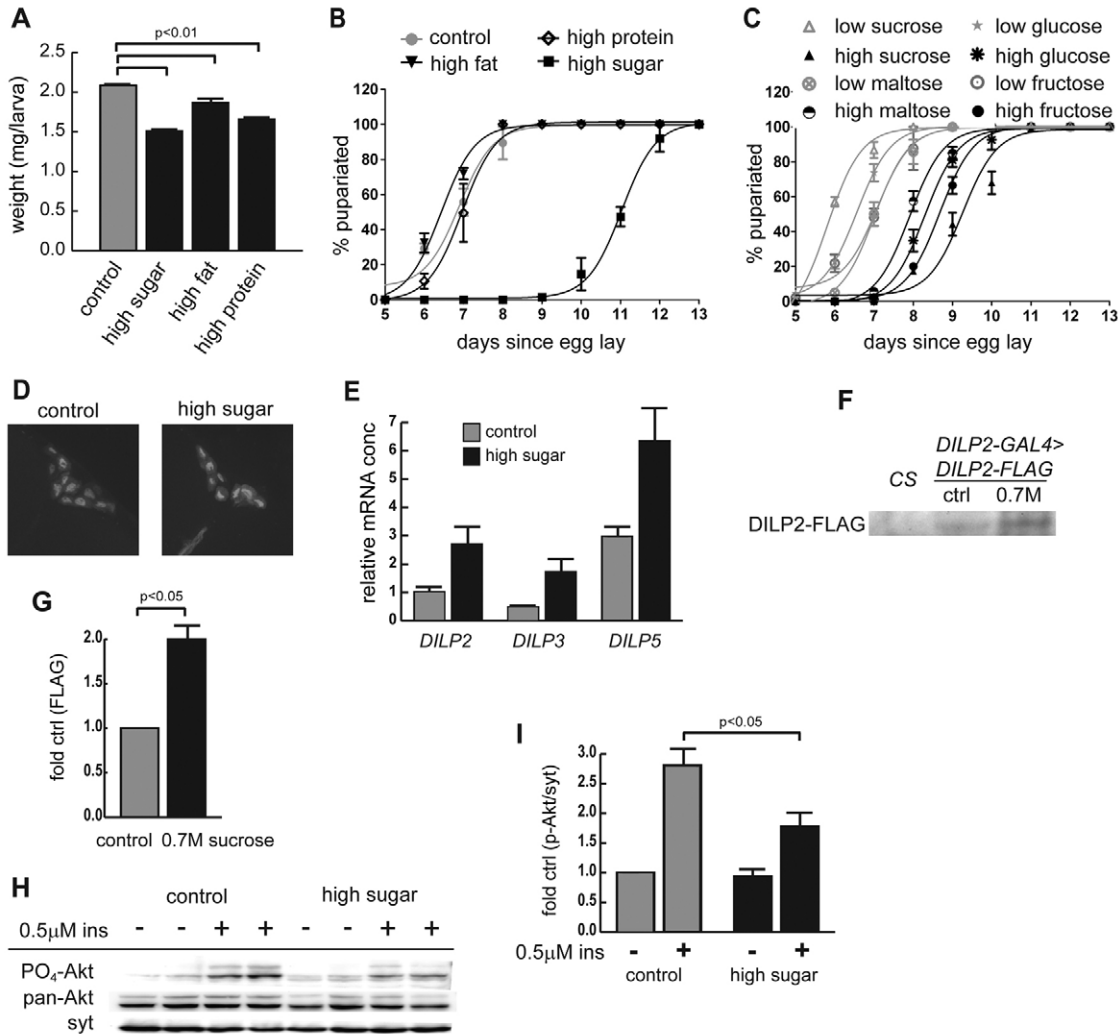 A
p<0.01
weight (mg/larva)
2.5
2.0
1.5
1.0
0.5
0.0
control
high sugar
high fat
high protein
B
control
high protein
high fat
high sugar
% pupariated
120
100
80
60
40
20
0
5 6 7 8 9 10 11 12 13
days since egg lay
C
low sucrose
low glucose
high sucrose
high glucose
low maltose
low fructose
high maltose
high fructose
% pupariated
120
100
80
60
40
20
0
5 6 7 8 9 10 11 12 13
days since egg lay
D
control
high sugar
E
relative mRNA conc
7
6
5
4
3
2
1
0
control
high sugar
DILP2 DILP3 DILP5
F
DILP2-GAL4>
DILP2-FLAG
CS
ctrl 0.7M
DILP2-FLAG
G
p<0.05
fold ctrl (FLAG)
2.0
1.5
1.0
0.5
0.0
control 0.7M sucrose
H
control high sugar
0.5μM ins - - + + - - + +
PO₄-Akt
pan-Akt
syt
I
p<0.05
fold ctrl (p-Akt/syt)
3.0
2.5
2.0
1.5
1.0
0.5
0.0
0.5μM ins - + - +
control high sugar